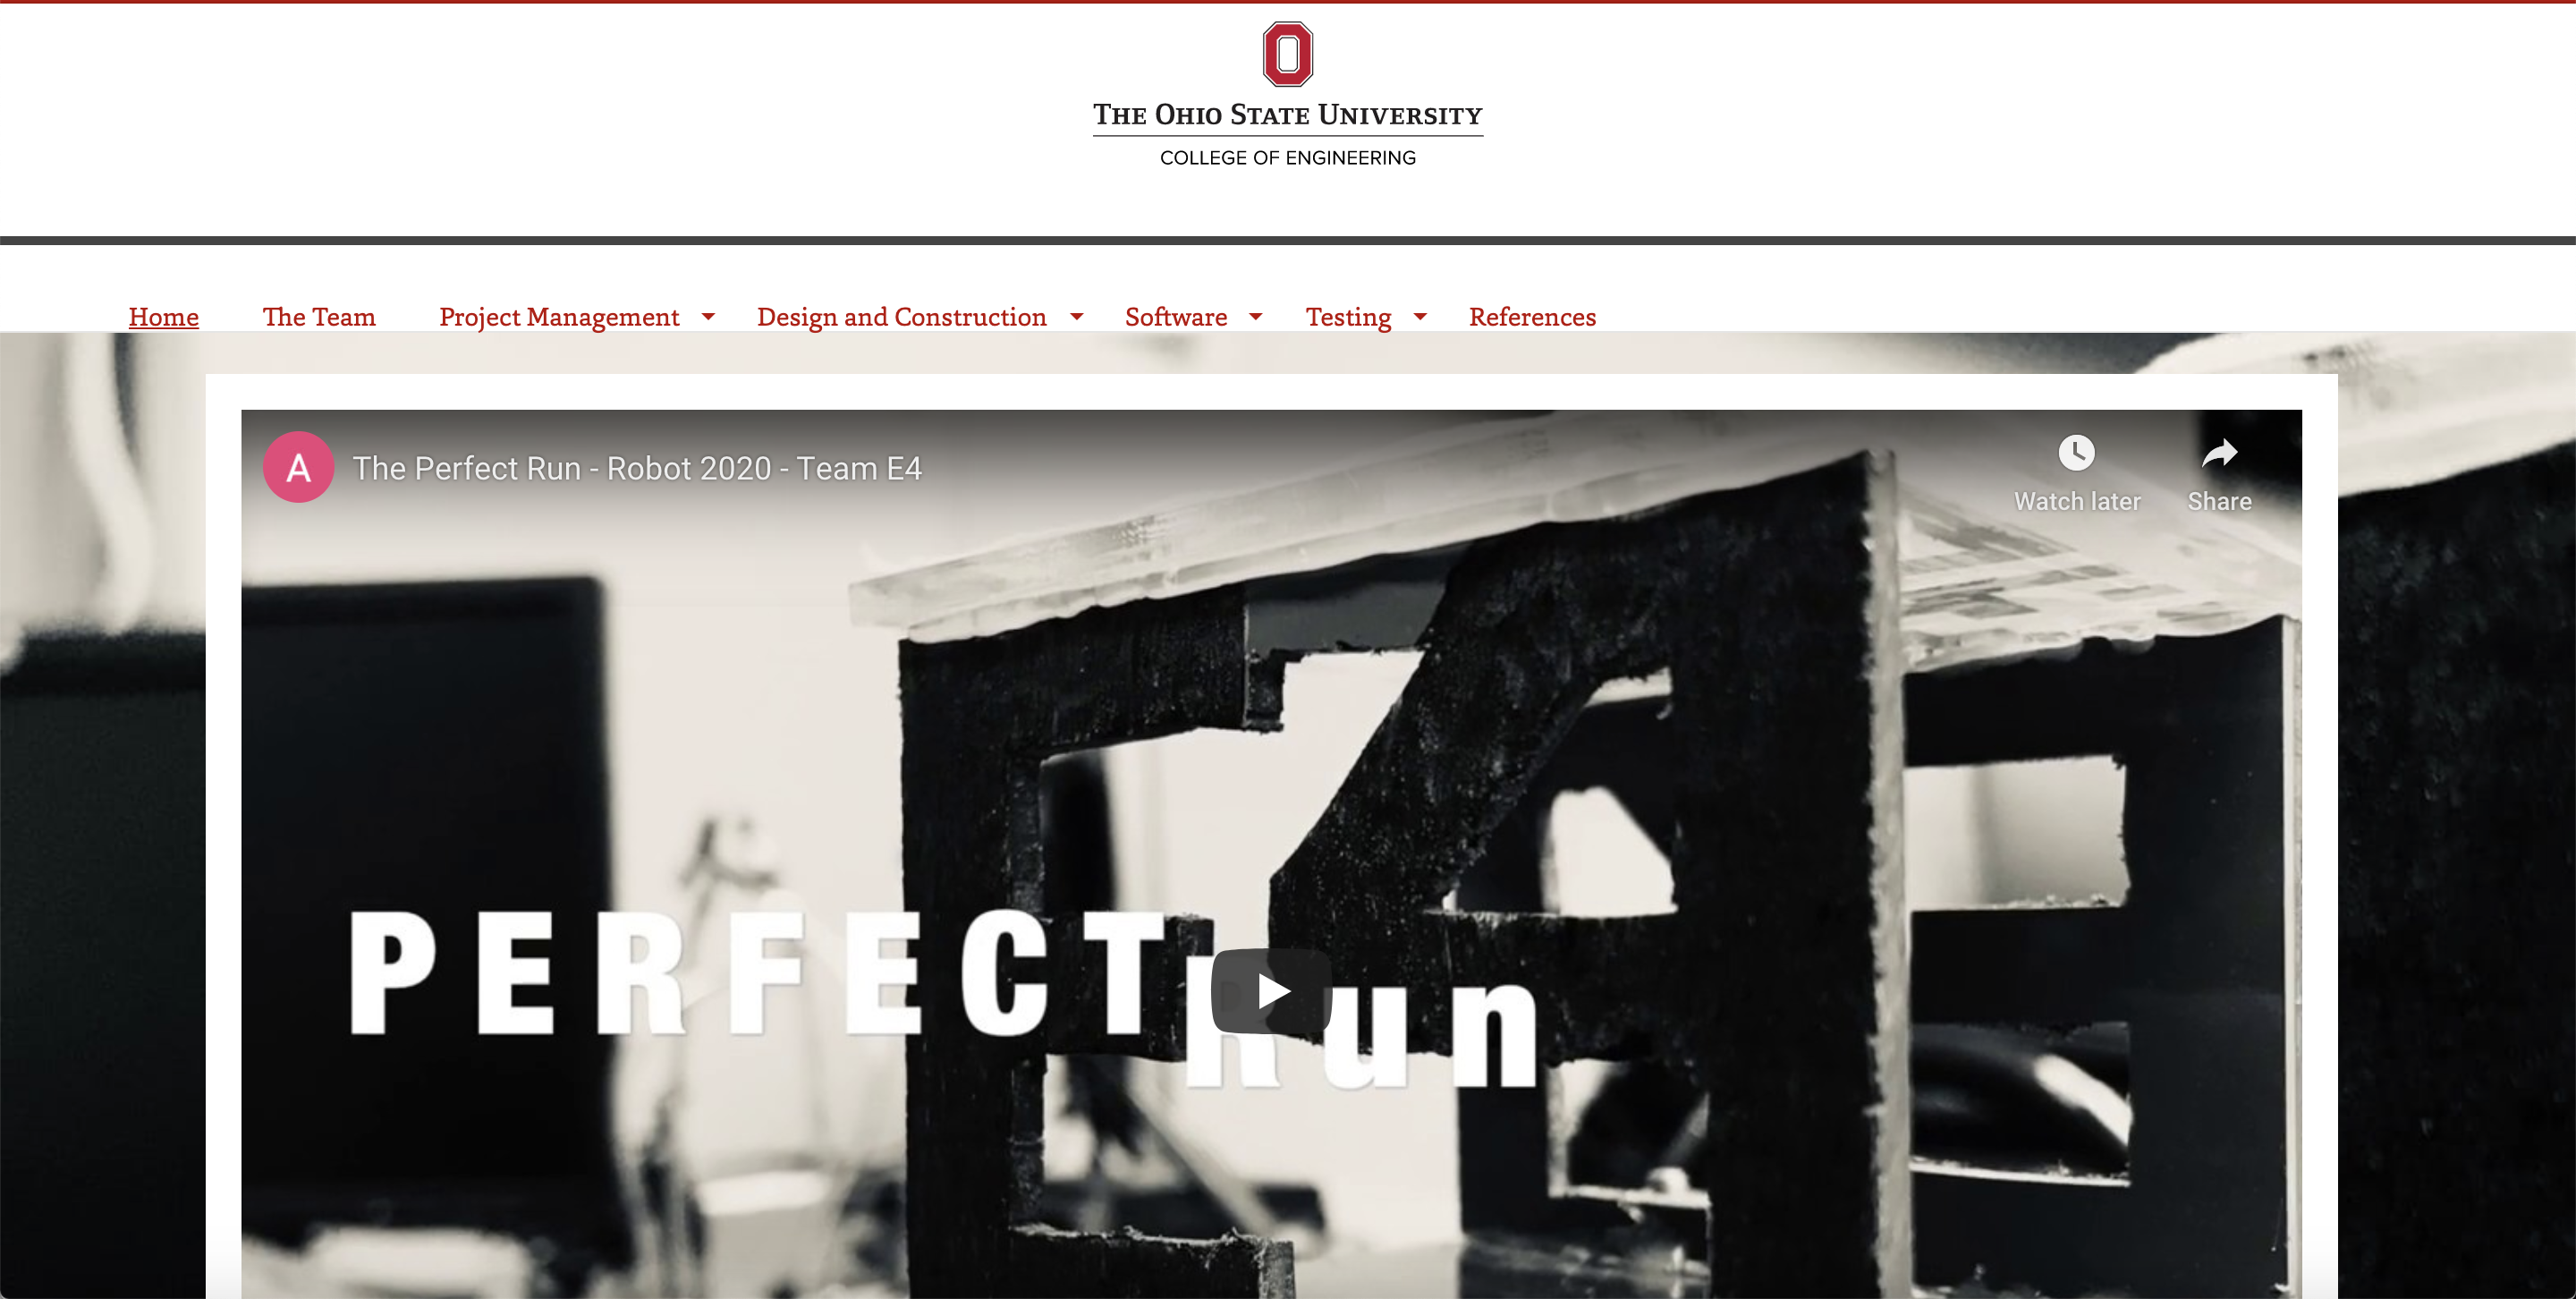 THE OHIO STATE UNIVERSITY
COLLEGE OF ENGINEERING
Home The Team Project Management Design and Construction Software Testing References
A The Perfect Run - Robot 2020 - Team E4
Watch later Share
E4
PERFECT
Run